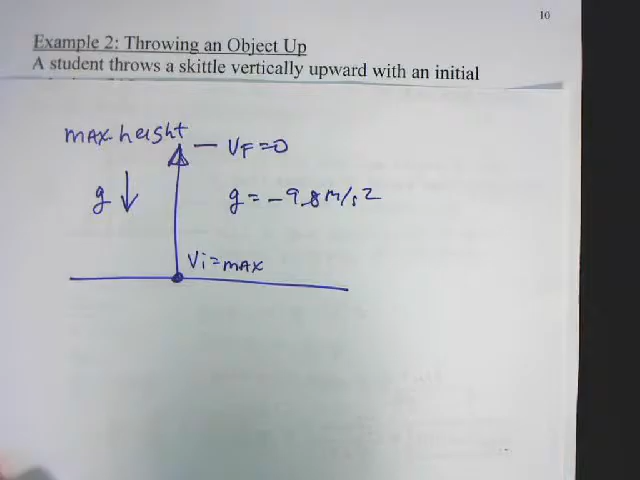 10
Example 2: Throwing an Object Up
A student throws a skittle vertically upward with an initial
max height
VF=0
g
g = -9.8 m/s2
Vi=max